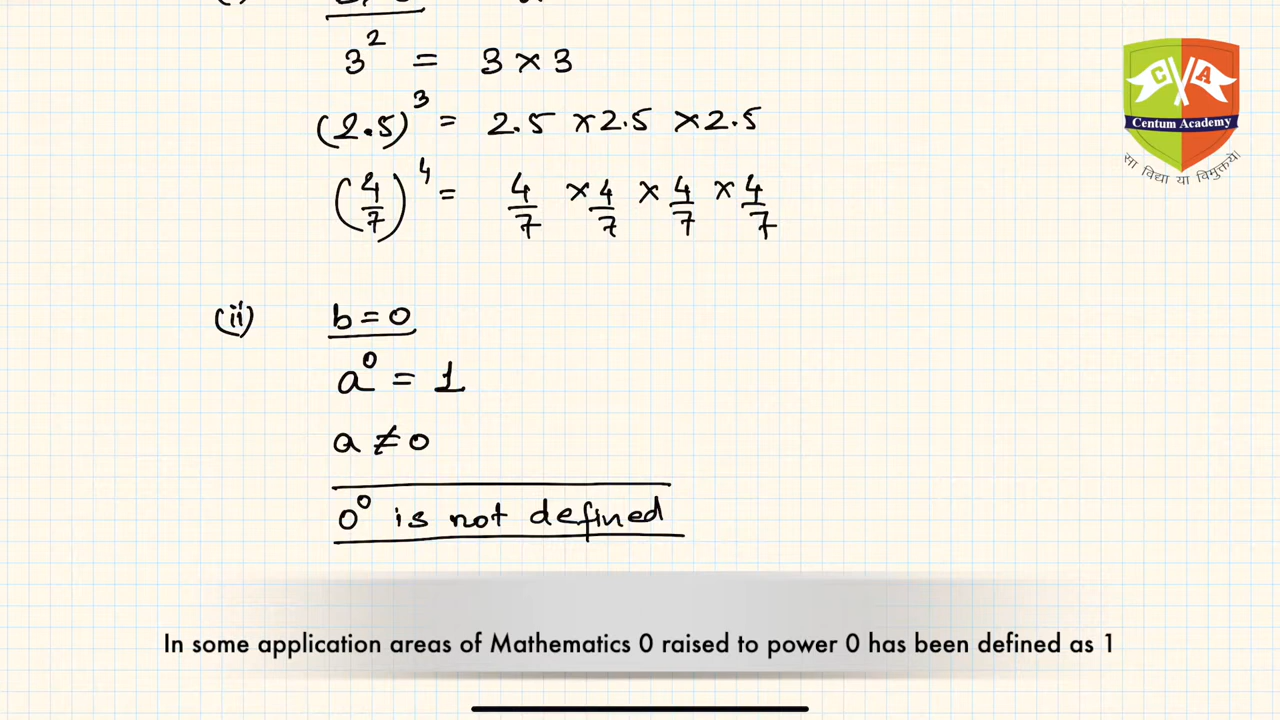 3² = 3 × 3
(2.5)³ = 2.5 × 2.5 × 2.5
(4/7)⁴ = 4/7 × 4/7 × 4/7 × 4/7
(ii) b = 0
a⁰ = 1
a ≠ 0
0⁰ is not defined
In some application areas of Mathematics 0 raised to power 0 has been defined as 1
C A
Centum Academy
सा विद्या या विमुक्तये।